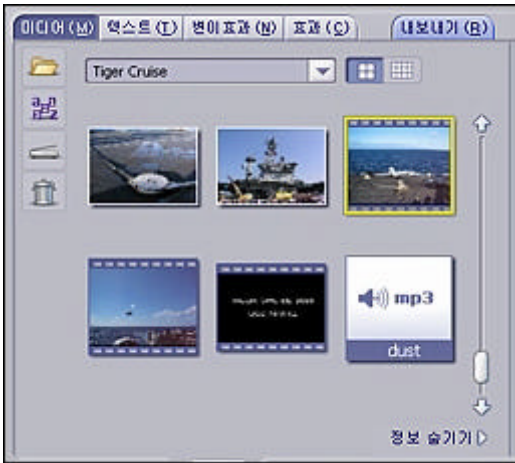 미디어 (M) 텍스트 (T) 변이 효과 (N) 효과 (C) 내보내기 (R)
Tiger Cruise
mp3
dust
정보 숨기기